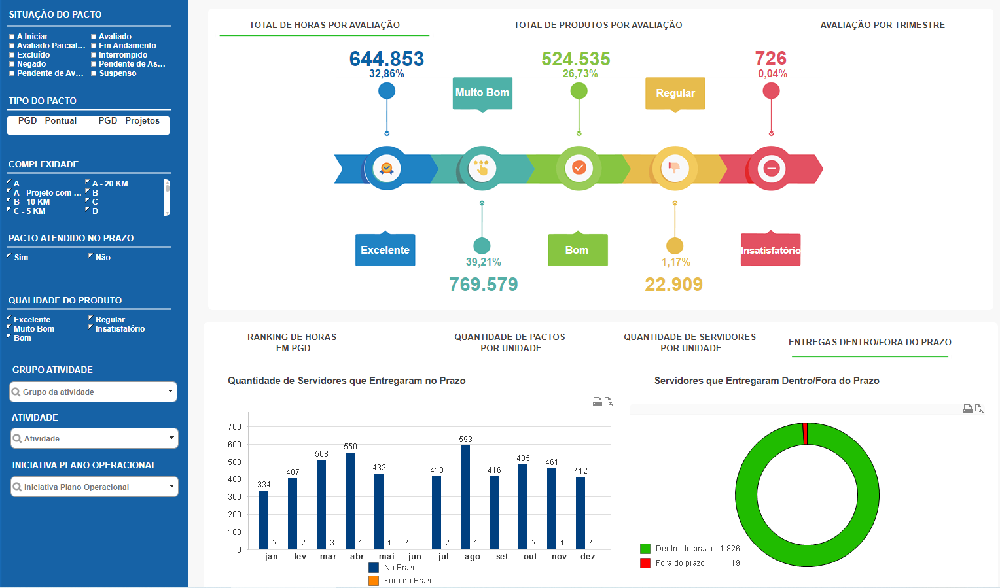 SITUAÇÃO DO PACTO
A Iniciar
Avaliado
Avaliado Parcial...
Em Andamento
Excluído
Interrompido
Negado
Pendente de As...
Pendente de Av...
Suspenso
TIPO DO PACTO
PGD - Pontual
PGD - Projetos
COMPLEXIDADE
A
A - 20 KM
A - Projeto com ...
B
B - 10 KM
C
C - 5 KM
D
PACTO ATENDIDO NO PRAZO
Sim
Não
QUALIDADE DO PRODUTO
Excelente
Regular
Muito Bom
Insatisfatório
Bom
GRUPO ATIVIDADE
Grupo da atividade
ATIVIDADE
Atividade
INICIATIVA PLANO OPERACIONAL
Iniciativa Plano Operacional
TOTAL DE HORAS POR AVALIAÇÃO
TOTAL DE PRODUTOS POR AVALIAÇÃO
AVALIAÇÃO POR TRIMESTRE
644.853
32,86%
524.535
26,73%
726
0,04%
Muito Bom
Regular
Excelente
Bom
Insatisfatório
39,21%
769.579
1,17%
22.909
RANKING DE HORAS
EM PGD
QUANTIDADE DE PACTOS
POR UNIDADE
QUANTIDADE DE SERVIDORES
POR UNIDADE
ENTREGAS DENTRO/FORA DO PRAZO
Quantidade de Servidores que Entregaram no Prazo
700
600
500
400
300
200
100
0
334
407
508
550
433
418
593
416
485
461
412
2
2
3
1
1
4
2
1
2
1
4
jan
fev
mar
abr
mai
jun
jul
ago
set
out
nov
dez
No Prazo
Fora do Prazo
Servidores que Entregaram Dentro/Fora do Prazo
Dentro do prazo 1.826
Fora do prazo 19